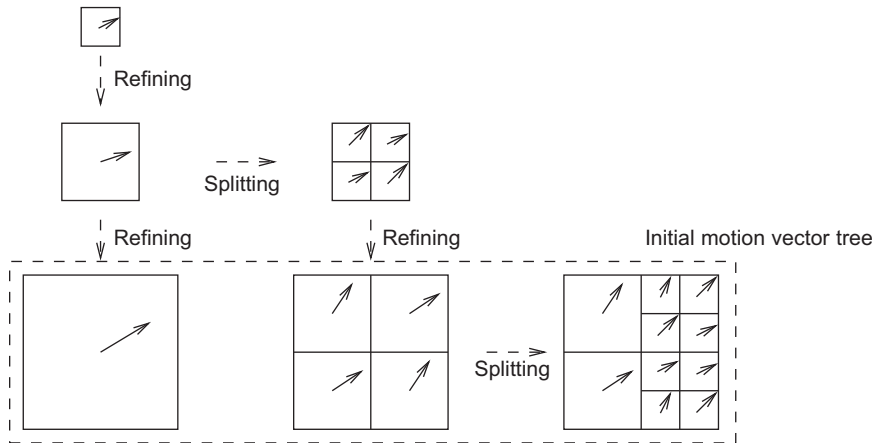 Refining
Splitting
Refining
Refining
Initial motion vector tree
Splitting